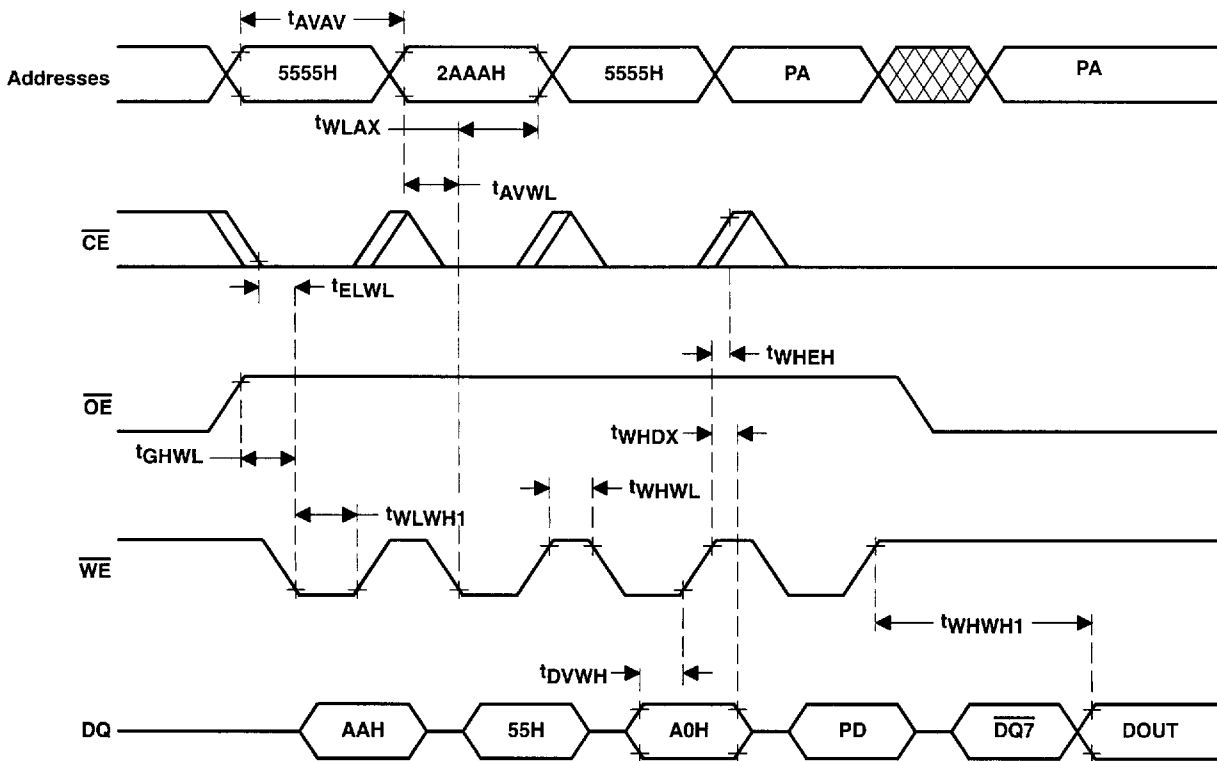 tAVAV
Addresses 5555H 2AAAH 5555H PA PA
tWLAX
tAVWL
CE
tELWL
tWHEH
OE
tWHDX
tGHWL
tWHWL
tWLWH1
WE
tWHWH1
tDVWH
DQ AAH 55H A0H PD DQ7 DOUT